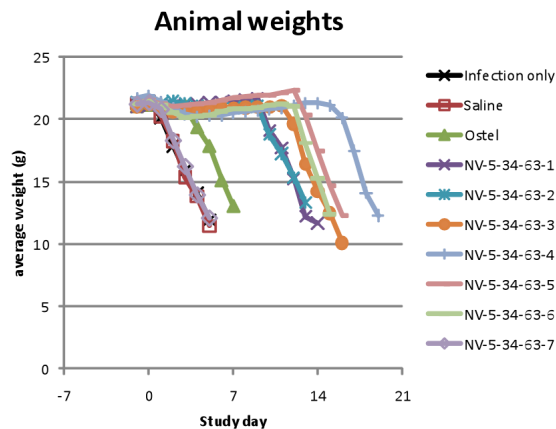 Animal weights
25
20
15
10
5
0
-7
0
7
14
21
average weight (g)
Study day
Infection only
Saline
Ostel
NV-5-34-63-1
NV-5-34-63-2
NV-5-34-63-3
NV-5-34-63-4
NV-5-34-63-5
NV-5-34-63-6
NV-5-34-63-7